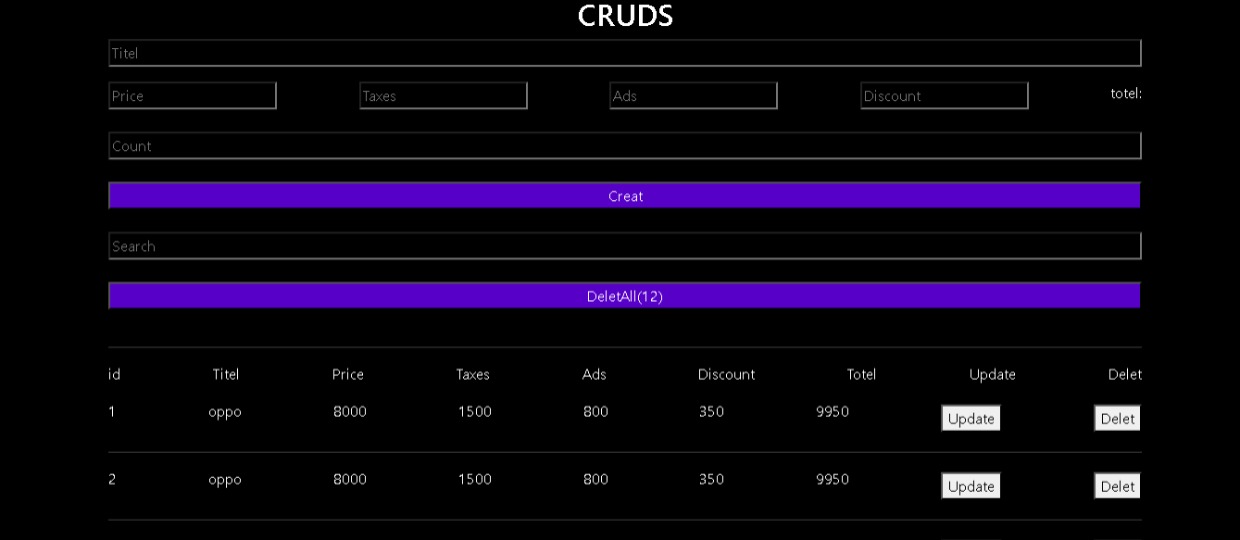 CRUDS
Titel
Price Taxes Ads Discount totel:
Count
Creat
Search
DeletAll(12)
id Titel Price Taxes Ads Discount Totel Update Delet
1 oppo 8000 1500 800 350 9950 Update Delet
2 oppo 8000 1500 800 350 9950 Update Delet